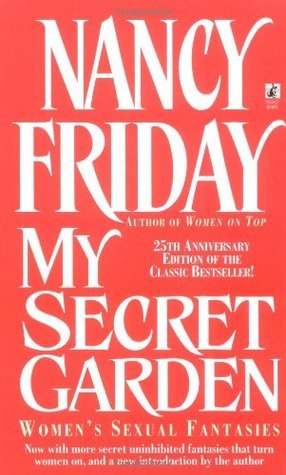 NANCY
FRIDAY
AUTHOR OF WOMEN ON TOP
25TH ANNIVERSARY
EDITION OF THE
CLASSIC BESTSELLER!
MY
SECRET
GARDEN
WOMEN'S SEXUAL FANTASIES
Now with more secret uninhibited fantasies that turn
women on, and a new introduction by the author